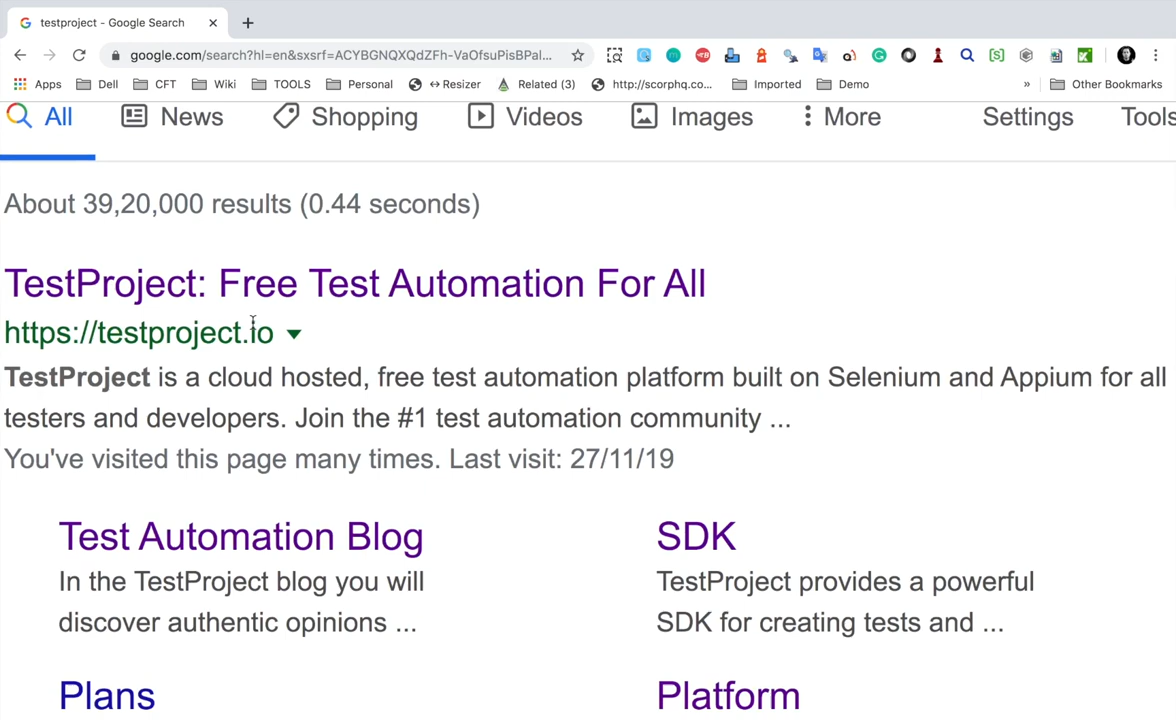 testproject - Google Search
google.com/search?hl=en&sxsrf=ACYBGNQXQdZFh-VaOfsuPisBPal...
Apps Dell CFT Wiki TOOLS Personal ↔Resizer Related (3) http://scorphq.co... Imported Demo » Other Bookmarks
All News Shopping Videos Images More Settings Tools
About 39,20,000 results (0.44 seconds)
TestProject: Free Test Automation For All
https://testproject.io
TestProject is a cloud hosted, free test automation platform built on Selenium and Appium for all
testers and developers. Join the #1 test automation community ...
You've visited this page many times. Last visit: 27/11/19
Test Automation Blog
In the TestProject blog you will
discover authentic opinions ...
SDK
TestProject provides a powerful
SDK for creating tests and ...
Plans
Platform